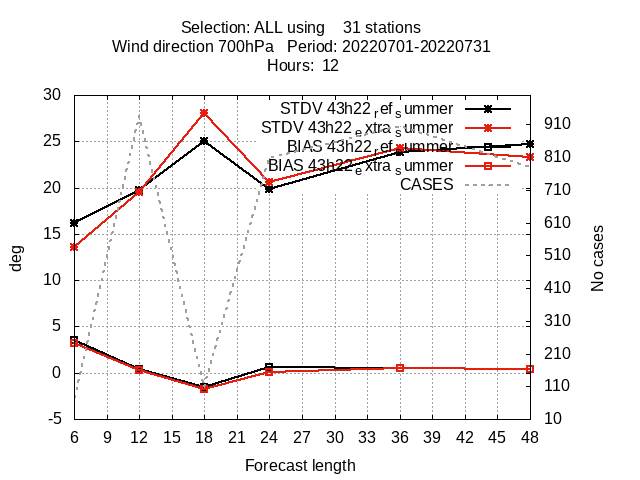 Selection: ALL using    31 stations
Wind direction 700hPa   Period: 20220701-20220731
Hours:  12
30
25
20
15
10
5
0
-5
deg
STDV 43h22_ref_summer
STDV 43h22_extra_summer
BIAS 43h22_ref_summer
BIAS 43h22_extra_summer
CASES
910
810
710
610
510
410
310
210
110
10
No cases
6 9 12 15 18 21 24 27 30 33 36 39 42 45 48
Forecast length